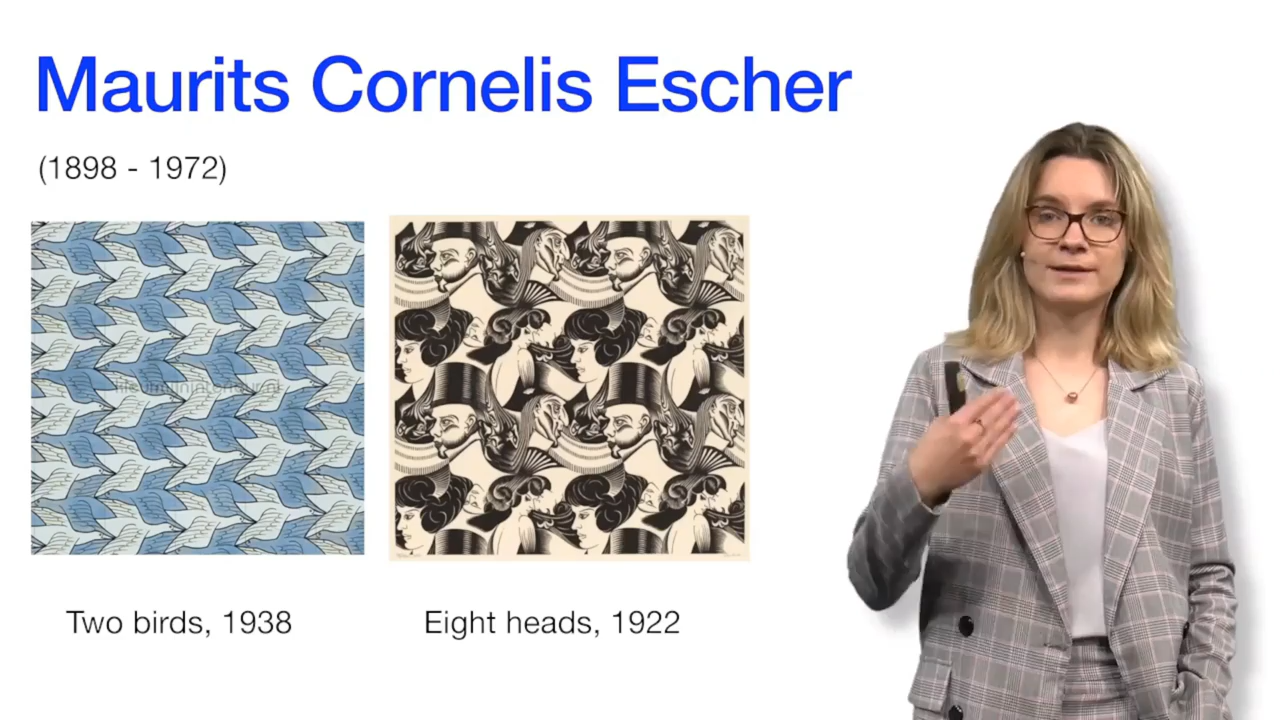 Maurits Cornelis Escher
(1898 - 1972)
Two birds, 1938
Eight heads, 1922